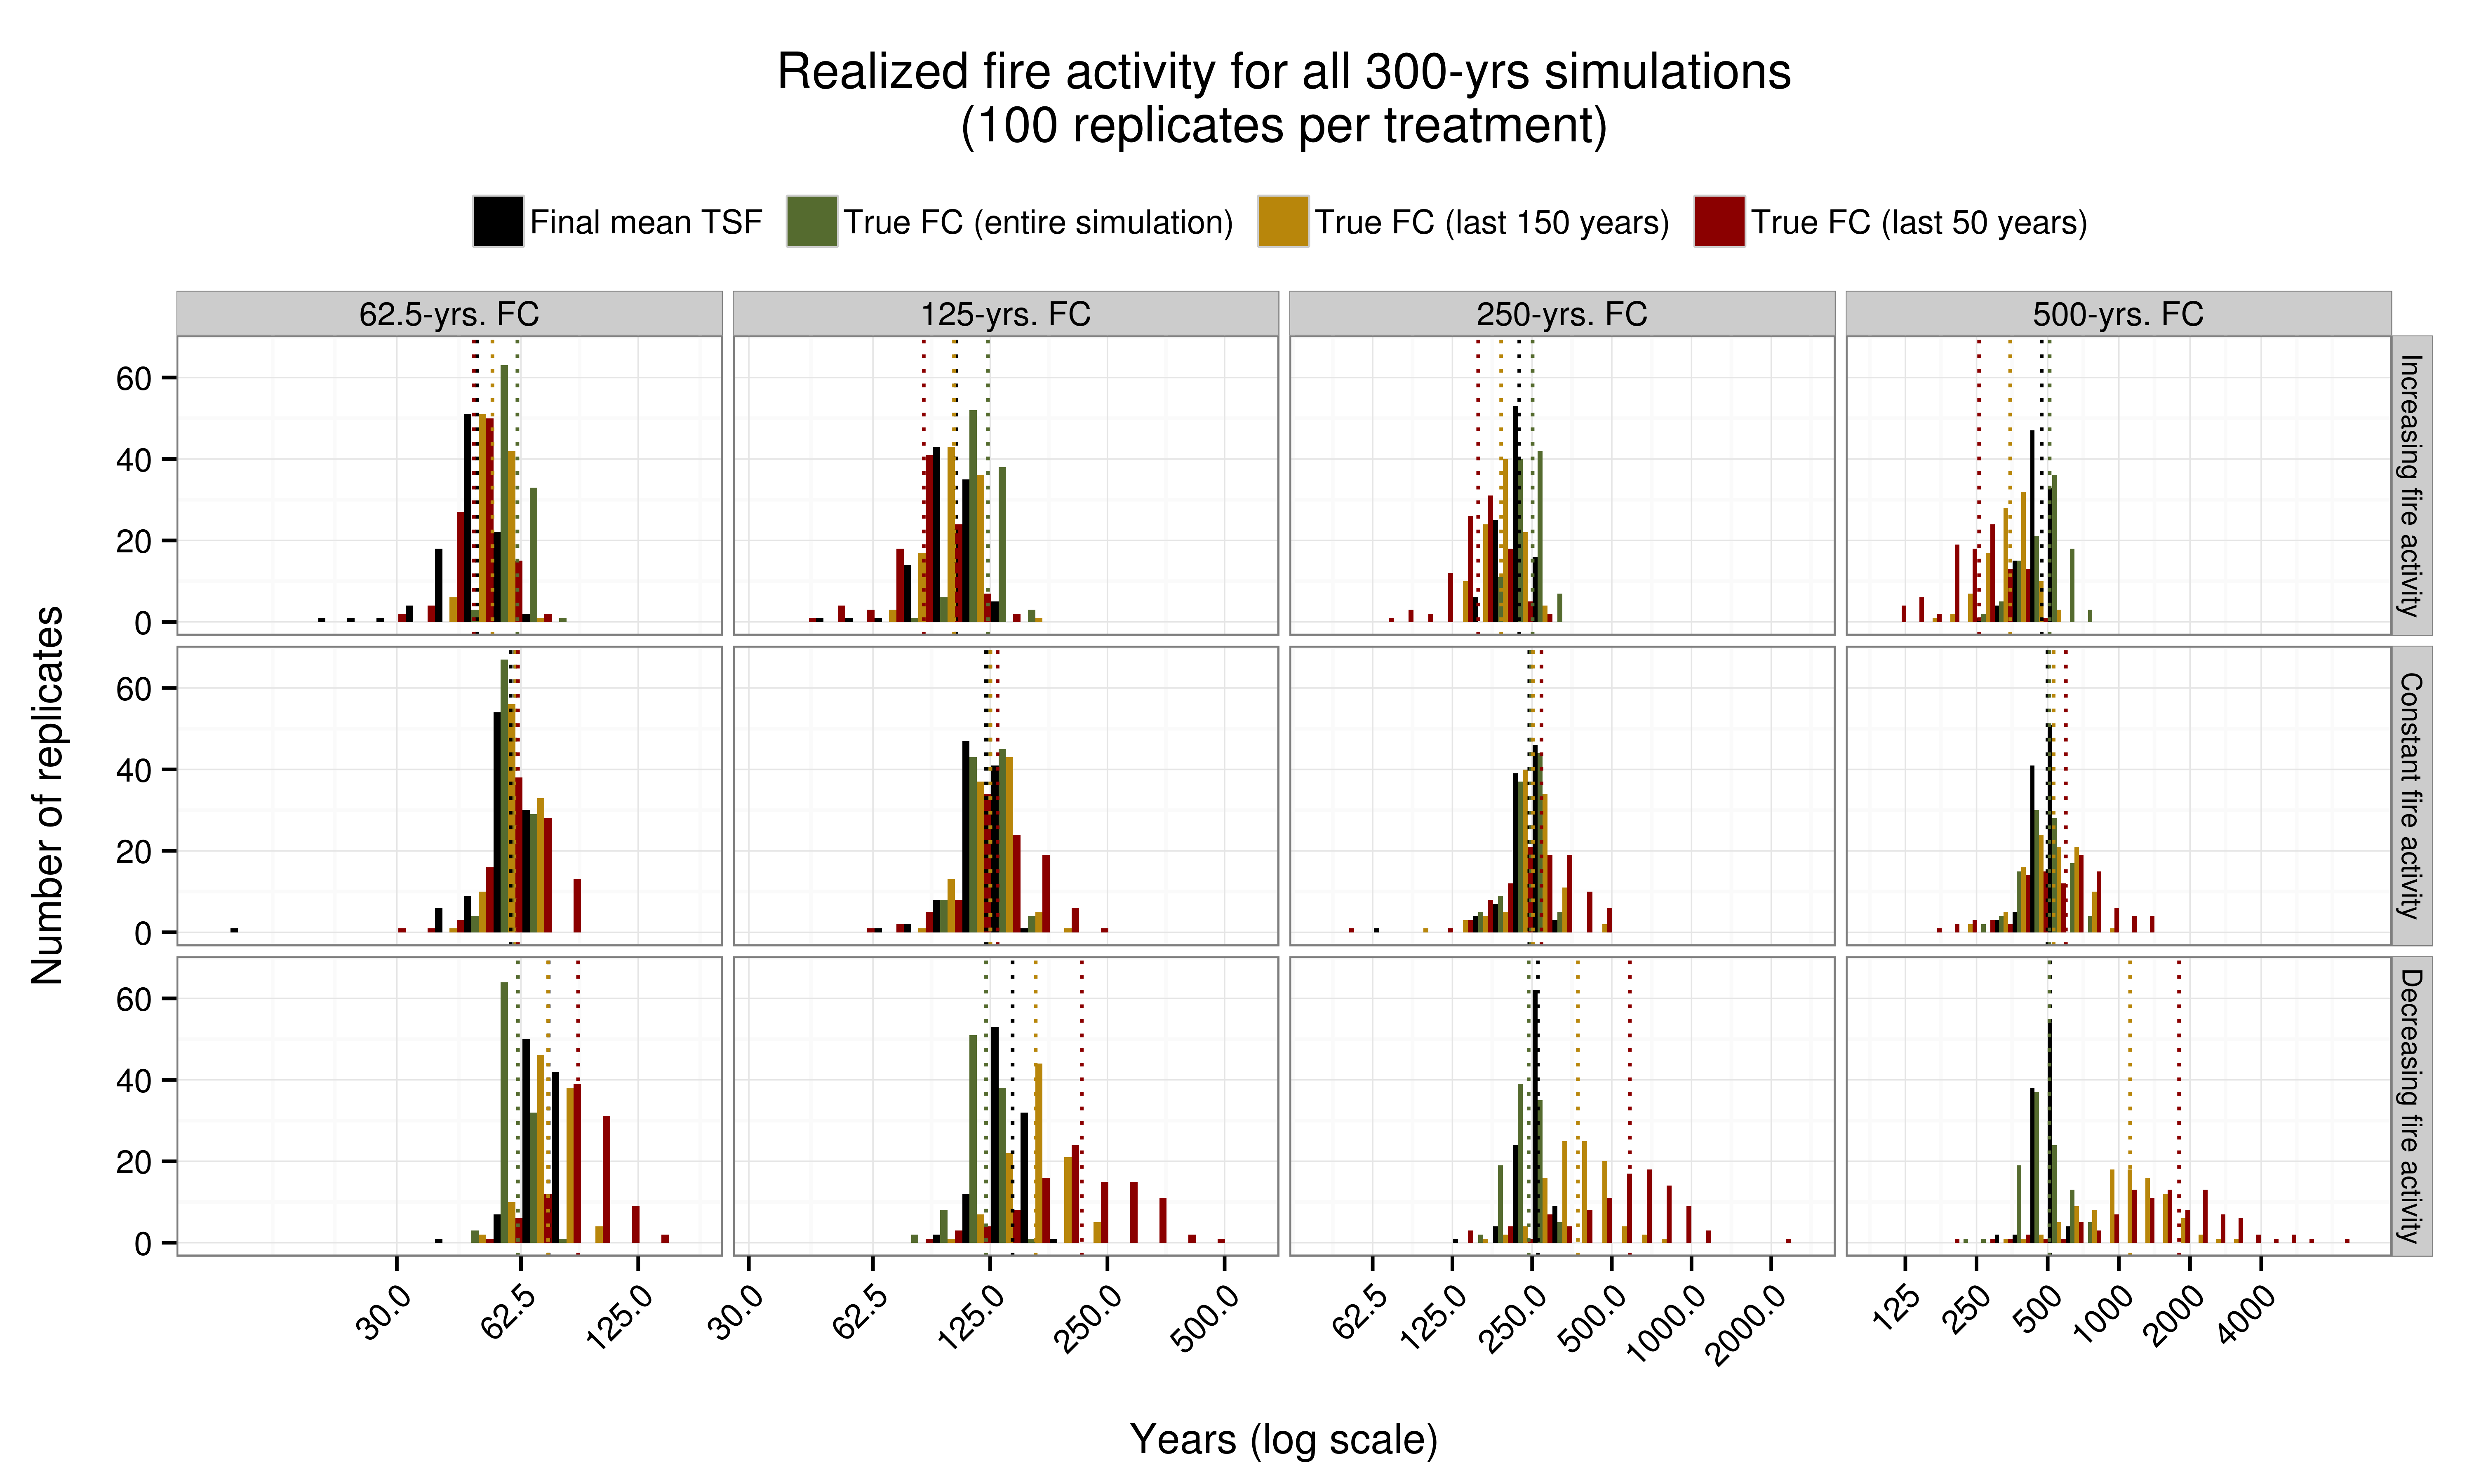 Realized fire activity for all 300-yrs simulations
(100 replicates per treatment)
Final mean TSF True FC (entire simulation) True FC (last 150 years) True FC (last 50 years)
62.5-yrs. FC 125-yrs. FC 250-yrs. FC 500-yrs. FC
Number of replicates
60
40
20
0
Increasing fire activity
60
40
20
0
Constant fire activity
60
40
20
0
Decreasing fire activity
30.0 62.5 125.0 30.0 62.5 125.0 250.0 500.0 62.5 125.0 250.0 500.0 1000.0 2000.0 125 250 500 1000 2000 4000
Years (log scale)